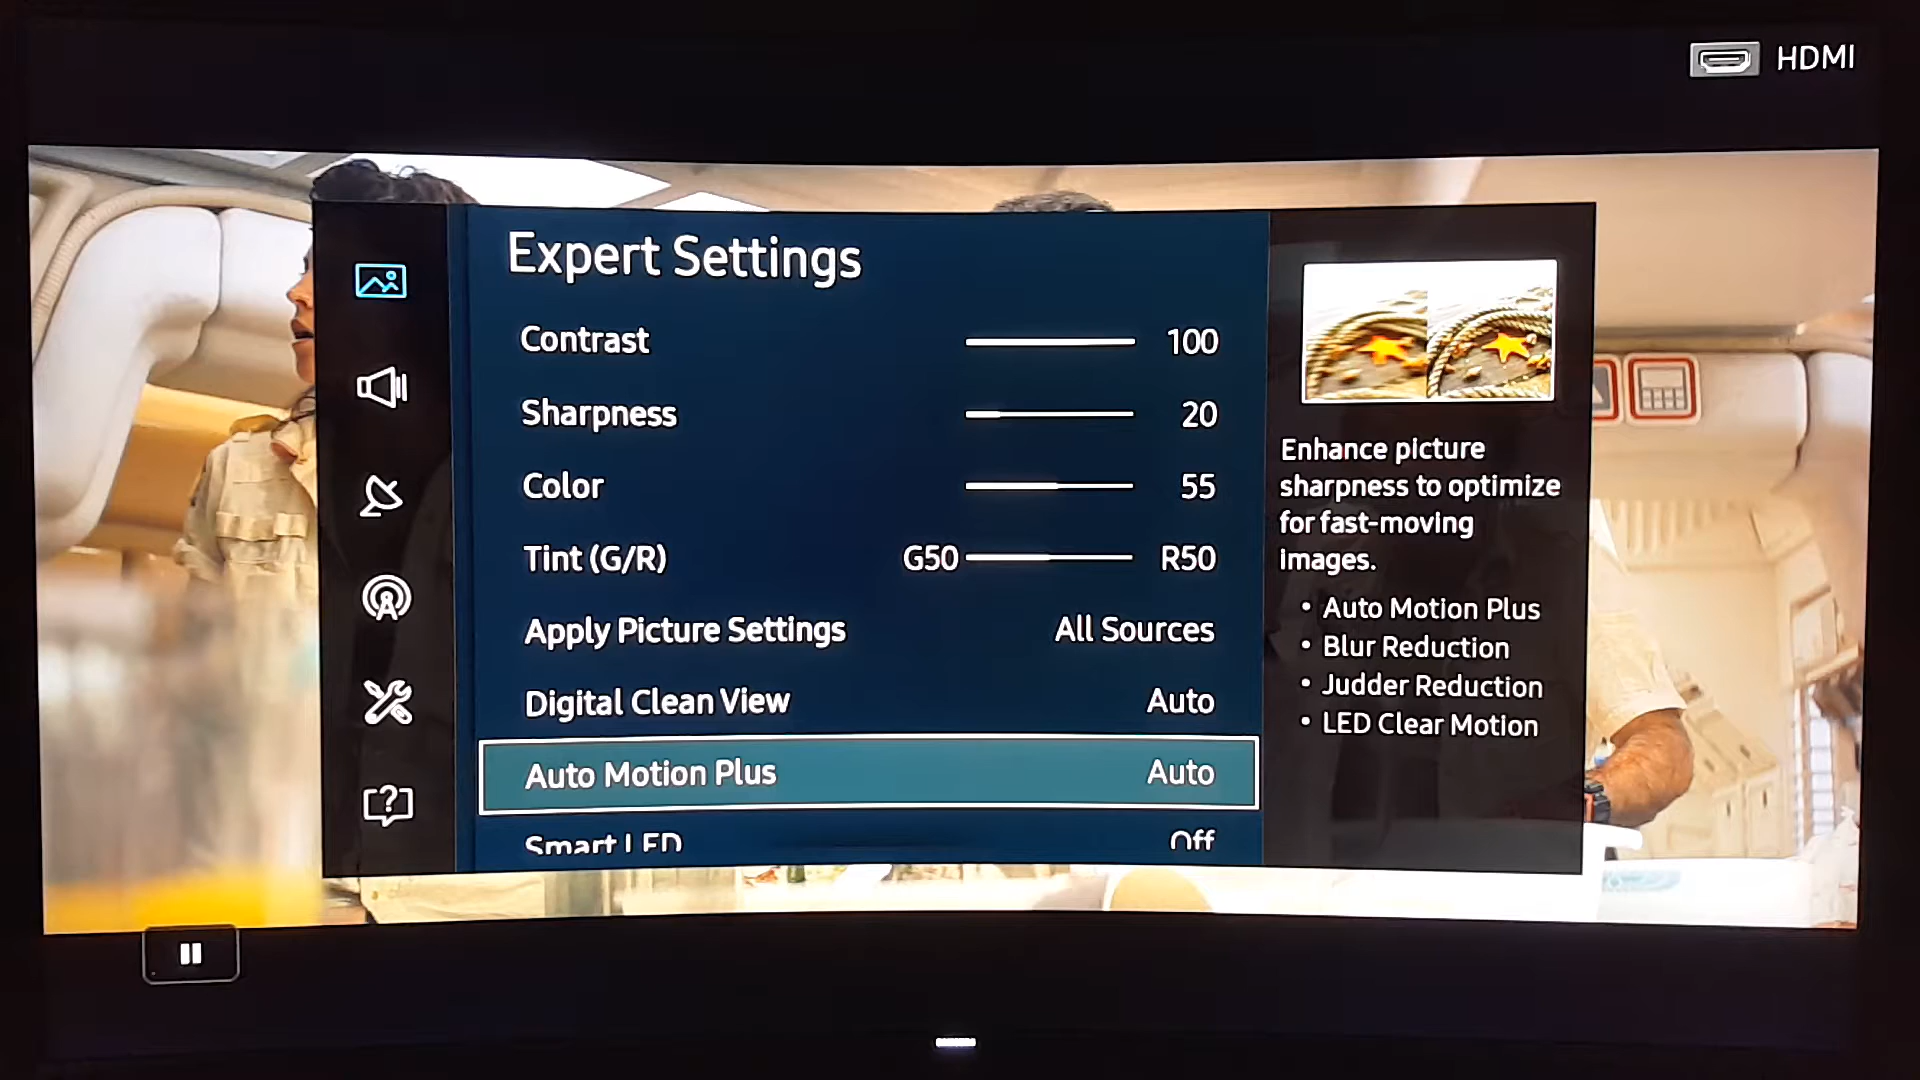 HDMI
Expert Settings
Contrast 100
Sharpness 20
Color 55
Tint (G/R) G50 R50
Apply Picture Settings All Sources
Digital Clean View Auto
Auto Motion Plus Auto
Smart LED Off
Enhance picture
sharpness to optimize
for fast-moving
images.
• Auto Motion Plus
• Blur Reduction
• Judder Reduction
• LED Clear Motion